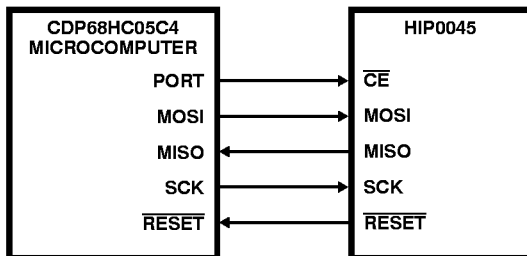 CDP68HC05C4
MICROCOMPUTER
PORT
MOSI
MISO
SCK
RESET
HIP0045
CE
MOSI
MISO
SCK
RESET